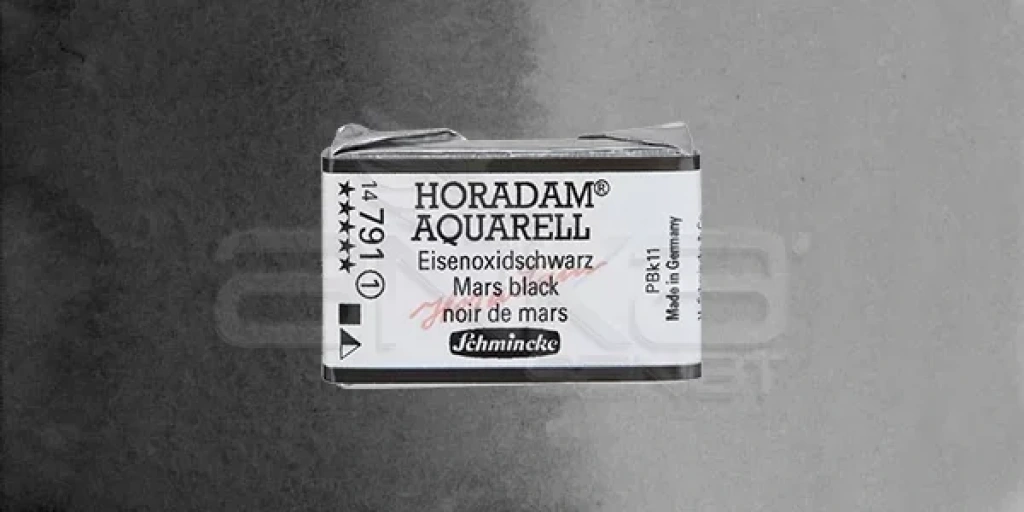 HORADAM®
AQUARELL
Eisenoxidschwarz
Mars black
noir de mars
Schmincke
14 791 1
★★★★★
PBk11
Made in Germany